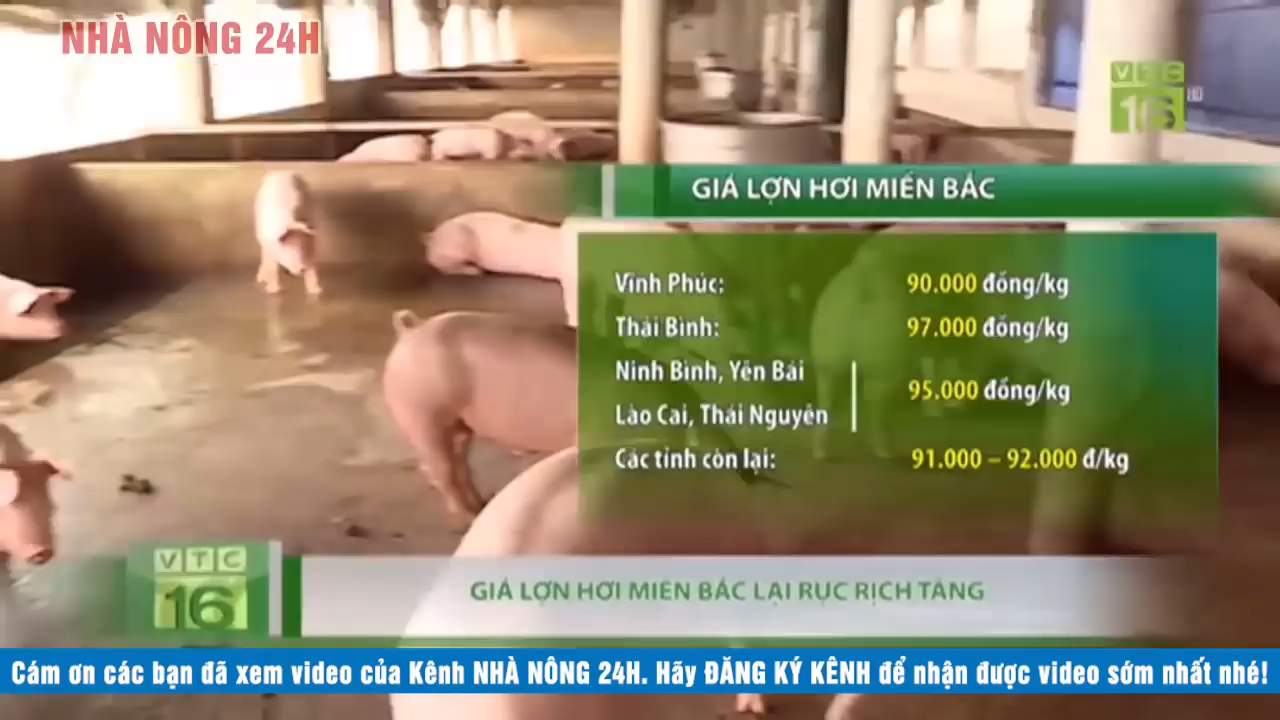 NHÀ NÔNG 24H
VTC
16 HD
GIÁ LỢN HƠI MIỀN BẮC
Vĩnh Phúc: 90.000 đồng/kg
Thái Bình: 97.000 đồng/kg
Ninh Bình, Yên Bái
Lào Cai, Thái Nguyên
95.000 đồng/kg
Các tỉnh còn lại: 91.000 – 92.000 đ/kg
VTC
16
GIÁ LỢN HƠI MIỀN BẮC LẠI RỤC RỊCH TĂNG
Cám ơn các bạn đã xem video của Kênh NHÀ NÔNG 24H. Hãy ĐĂNG KÝ KÊNH để nhận được video sớm nhất nhé!